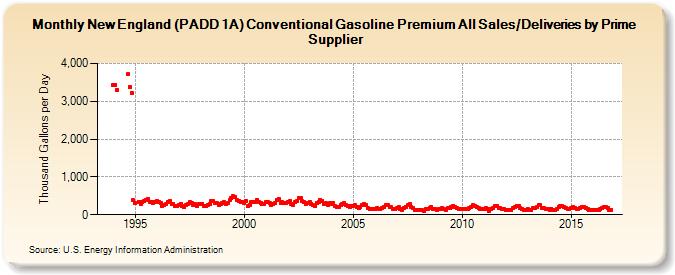 Monthly New England (PADD 1A) Conventional Gasoline Premium All Sales/Deliveries by Prime
Supplier
Thousand Gallons per Day
4,000
3,000
2,000
1,000
0
1995
2000
2005
2010
2015
Source: U.S. Energy Information Administration